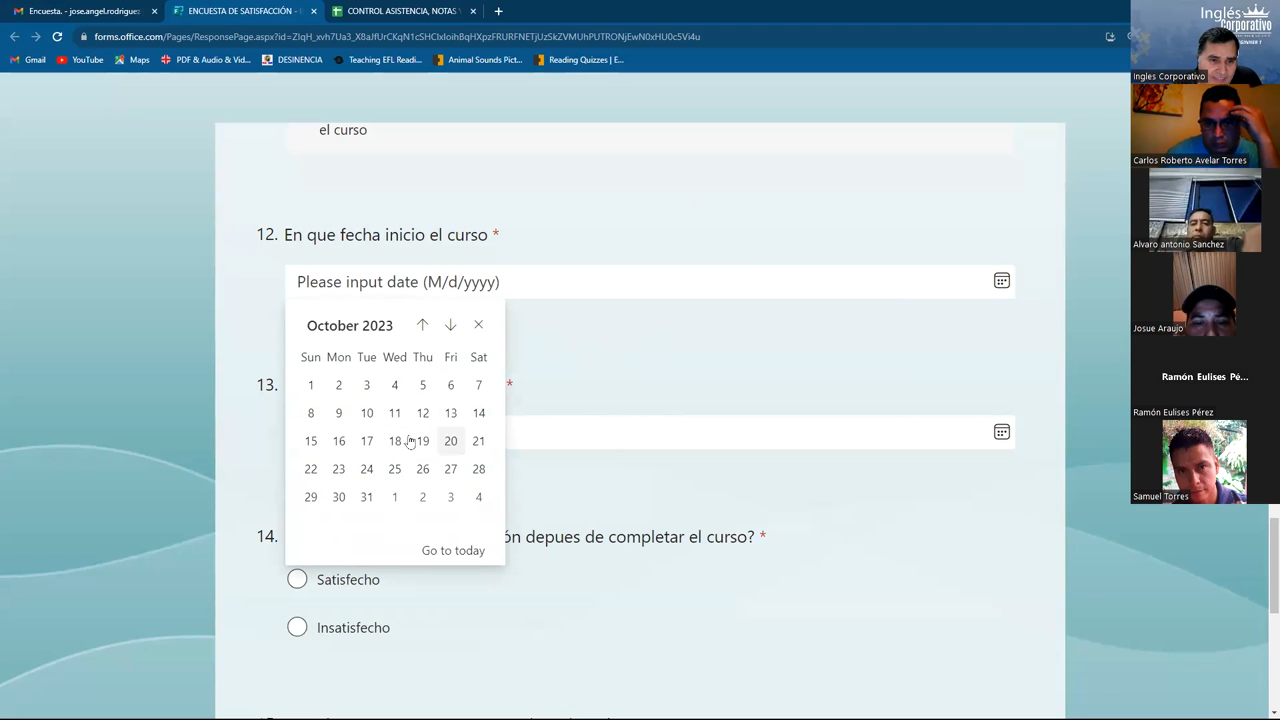 Encuesta. - jose.angel.rodriguez
ENCUESTA DE SATISFACCIÓN -
CONTROL ASISTENCIA, NOTAS Y
forms.office.com/Pages/ResponsePage.aspx?id=
Gmail
YouTube
Maps
PDF & Audio & Vid...
DESINENCIA
Teaching EFL Readi...
Animal Sounds Pict...
Reading Quizzes | E...
el curso
12. En que fecha inicio el curso *
Please input date (M/d/yyyy)
October 2023
Sun Mon Tue Wed Thu Fri Sat
1 2 3 4 5 6 7
8 9 10 11 12 13 14
15 16 17 18 19 20 21
22 23 24 25 26 27 28
29 30 31 1 2 3 4
Go to today
13. *
14. ón depues de completar el curso? *
Satisfecho
Insatisfecho
Inglés
Corporativo
Ingles Corporativo
Carlos Roberto Avelar Torres
Alvaro antonio Sanchez
Josue Araujo
Ramón Eulises Pé...
Ramón Eulises Pérez
Samuel Torres